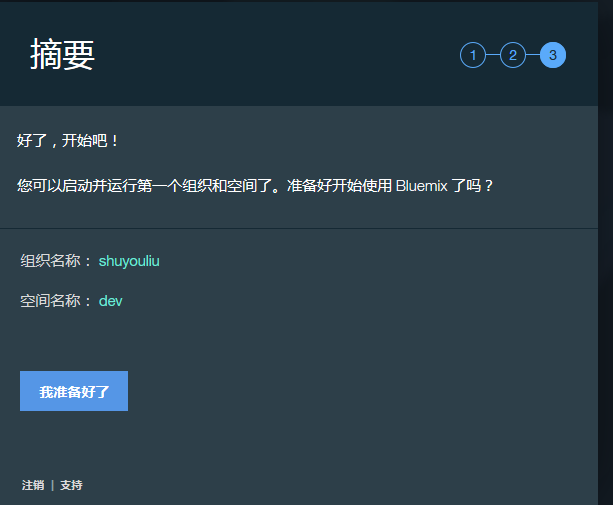 摘要
1 2 3
好了，开始吧！
您可以启动并运行第一个组织和空间了。准备好开始使用 Bluemix 了吗？
组织名称： shuyouliu
空间名称： dev
我准备好了
注销 | 支持